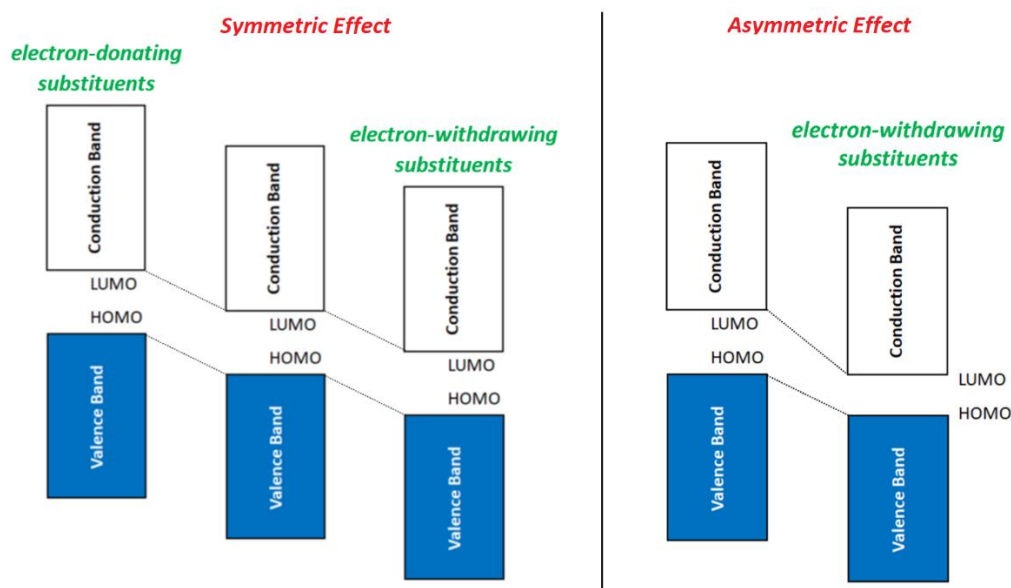 Symmetric Effect
electron-donating
substituents
Conduction Band
LUMO
HOMO
Valence Band
Conduction Band
LUMO
HOMO
Valence Band
electron-withdrawing
substituents
Conduction Band
LUMO
HOMO
Valence Band
Asymmetric Effect
Conduction Band
LUMO
HOMO
Valence Band
electron-withdrawing
substituents
Conduction Band
LUMO
HOMO
Valence Band